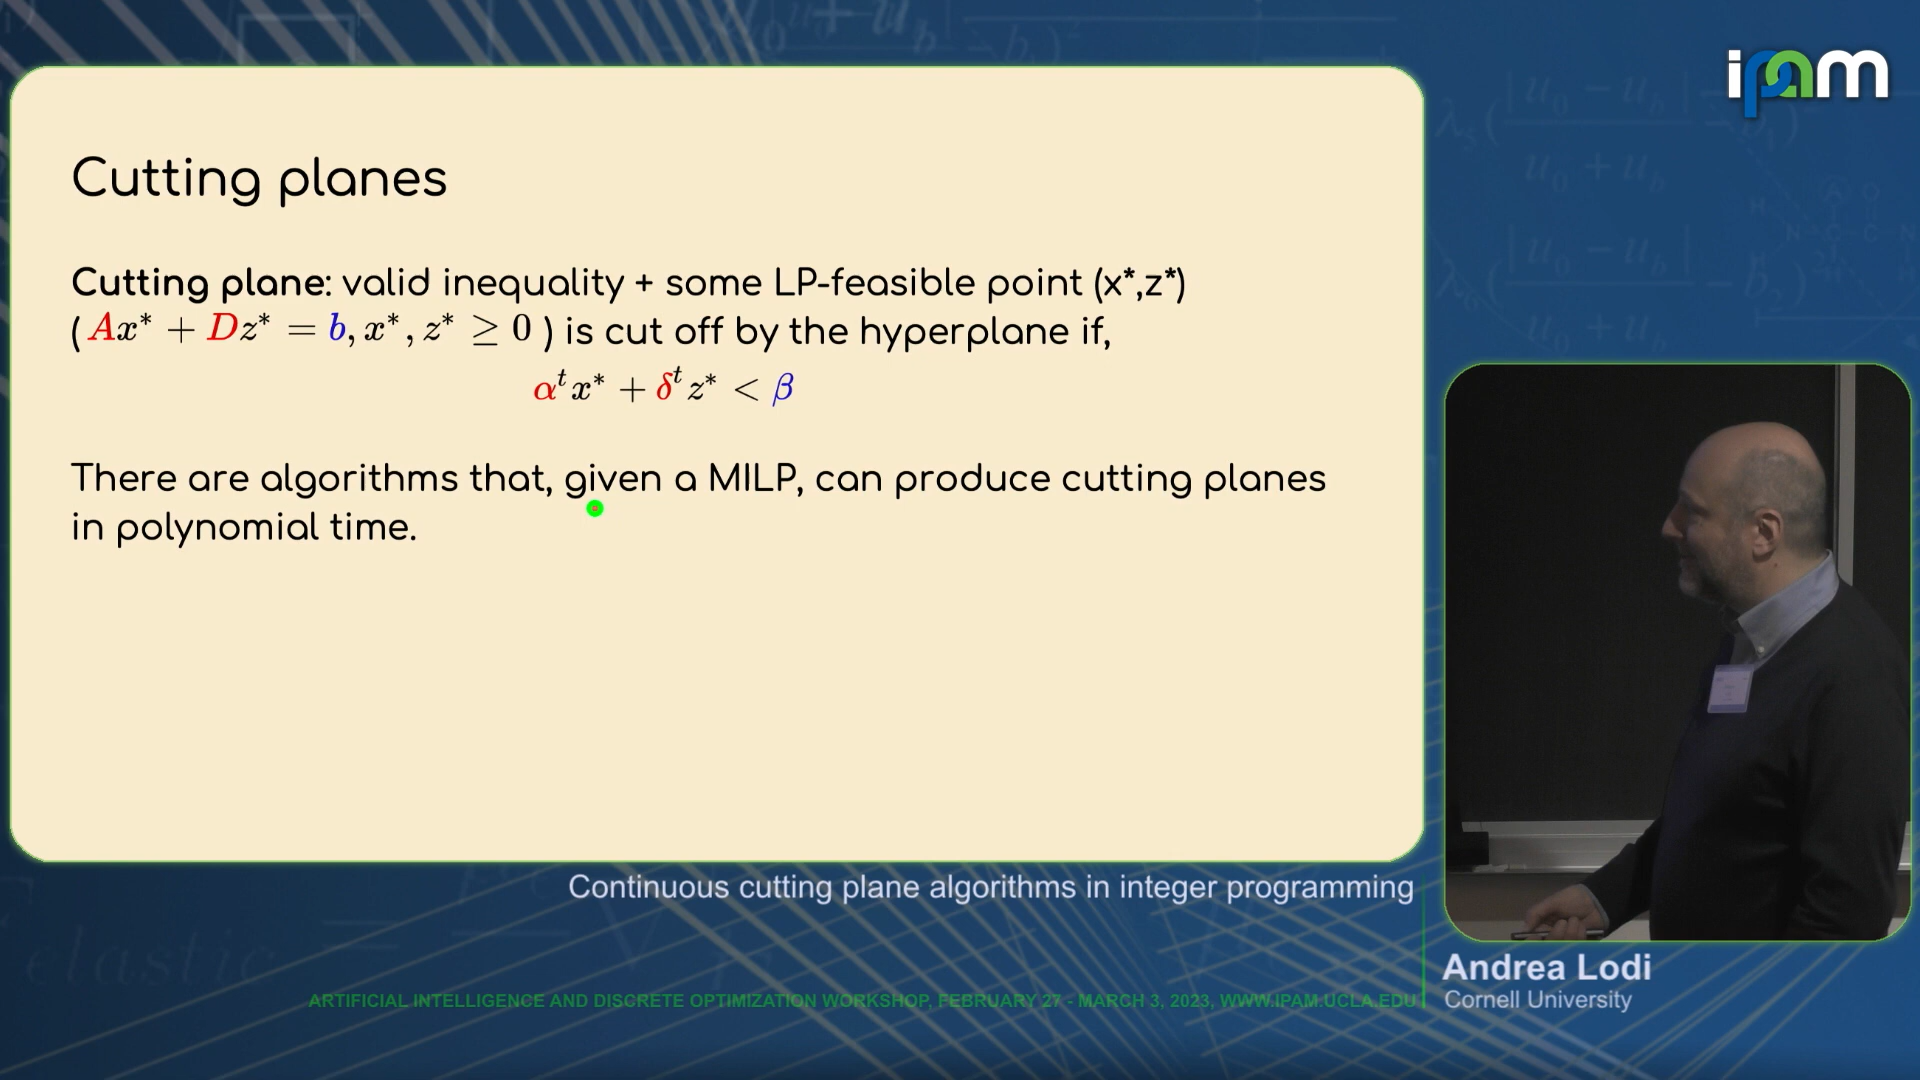 ipam
Cutting planes
Cutting plane: valid inequality + some LP-feasible point (x*,z*)
( Ax* + Dz* = b, x*, z* ≥ 0 ) is cut off by the hyperplane if,
αᵗx* + δᵗz* < β
There are algorithms that, given a MILP, can produce cutting planes
in polynomial time.
Continuous cutting plane algorithms in integer programming
Andrea Lodi
Cornell University
ARTIFICIAL INTELLIGENCE AND DISCRETE OPTIMIZATION WORKSHOP, FEBRUARY 27 - MARCH 3, 2023, WWW.IPAM.UCLA.EDU
elastic